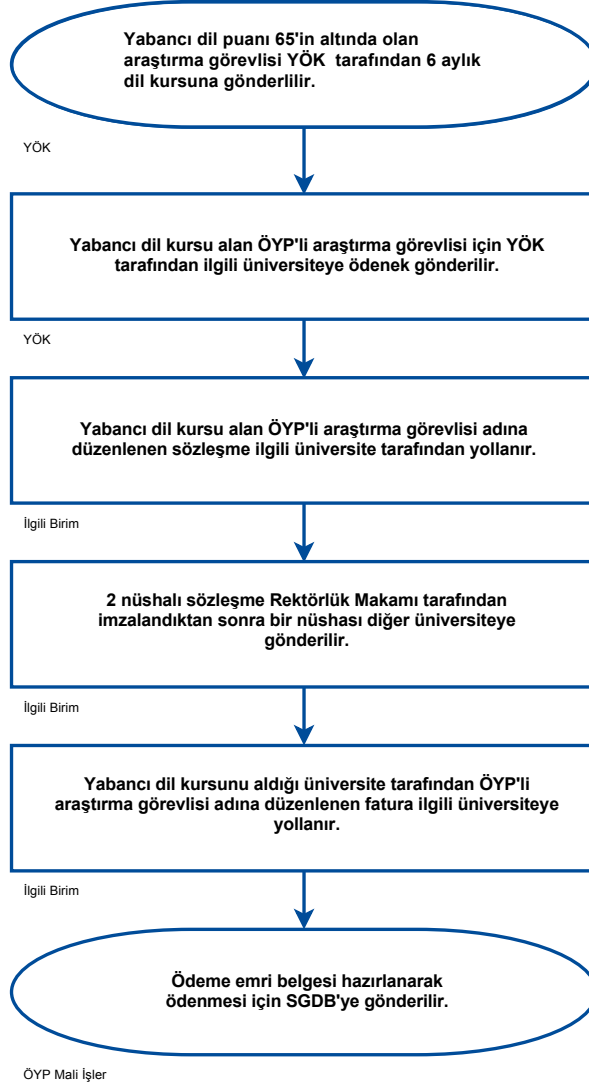 Yabancı dil puanı 65'in altında olan
araştırma görevlisi YÖK tarafından 6 aylık
dil kursuna gönderlilir.
YÖK
Yabancı dil kursu alan ÖYP'li araştırma görevlisi için YÖK
tarafından ilgili üniversiteye ödenek gönderilir.
YÖK
Yabancı dil kursu alan ÖYP'li araştırma görevlisi adına
düzenlenen sözleşme ilgili üniversite tarafından yollanır.
İlgili Birim
2 nüshalı sözleşme Rektörlük Makamı tarafından
imzalandıktan sonra bir nüshası diğer üniversiteye
gönderilir.
İlgili Birim
Yabancı dil kursunu aldığı üniversite tarafından ÖYP'li
araştırma görevlisi adına düzenlenen fatura ilgili üniversiteye
yollanır.
İlgili Birim
Ödeme emri belgesi hazırlanarak
ödenmesi için SGDB'ye gönderilir.
ÖYP Mali İşler